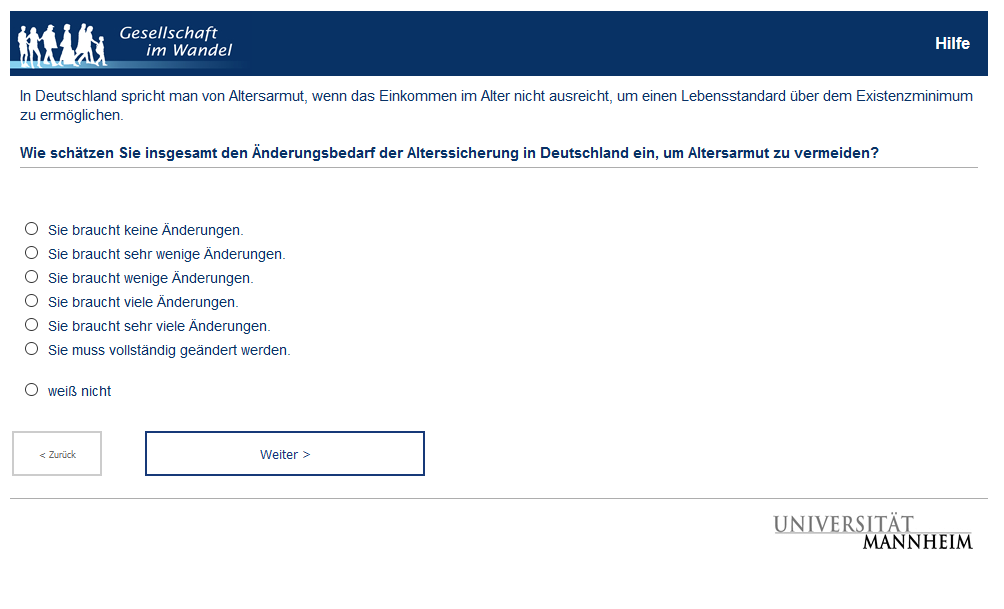 Gesellschaft
im Wandel
Hilfe
In Deutschland spricht man von Altersarmut, wenn das Einkommen im Alter nicht ausreicht, um einen Lebensstandard über dem Existenzminimum
zu ermöglichen.
Wie schätzen Sie insgesamt den Änderungsbedarf der Alterssicherung in Deutschland ein, um Altersarmut zu vermeiden?
Sie braucht keine Änderungen.
Sie braucht sehr wenige Änderungen.
Sie braucht wenige Änderungen.
Sie braucht viele Änderungen.
Sie braucht sehr viele Änderungen.
Sie muss vollständig geändert werden.
weiß nicht
< Zurück
Weiter >
UNIVERSITÄT
MANNHEIM